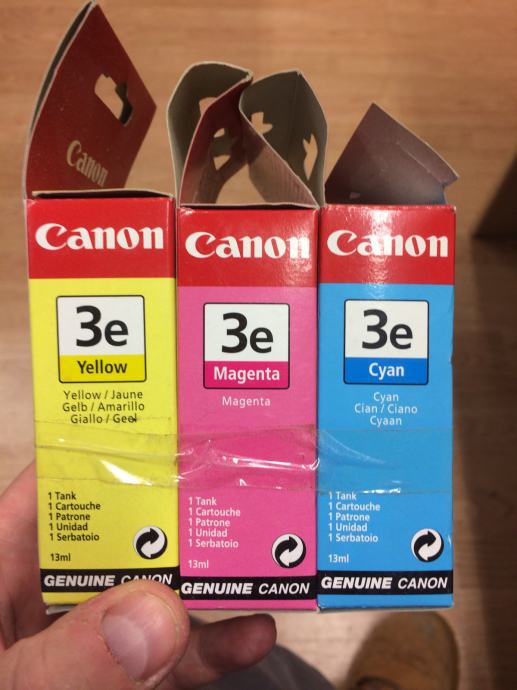 Canon
Canon
3e
Yellow
Yellow / Jaune
Gelb / Amarillo
Giallo / Geel
1 Tank
1 Cartouche
1 Patrone
1 Unidad
1 Serbatoio
13ml
GENUINE CANON
Canon
3e
Magenta
Magenta
1 Tank
1 Cartouche
1 Patrone
1 Unidad
1 Serbatoio
13ml
GENUINE CANON
Canon
3e
Cyan
Cyan
Cian / Ciano
Cyaan
1 Tank
1 Cartouche
1 Patrone
1 Unidad
1 Serbatoio
13ml
GENUINE CANON